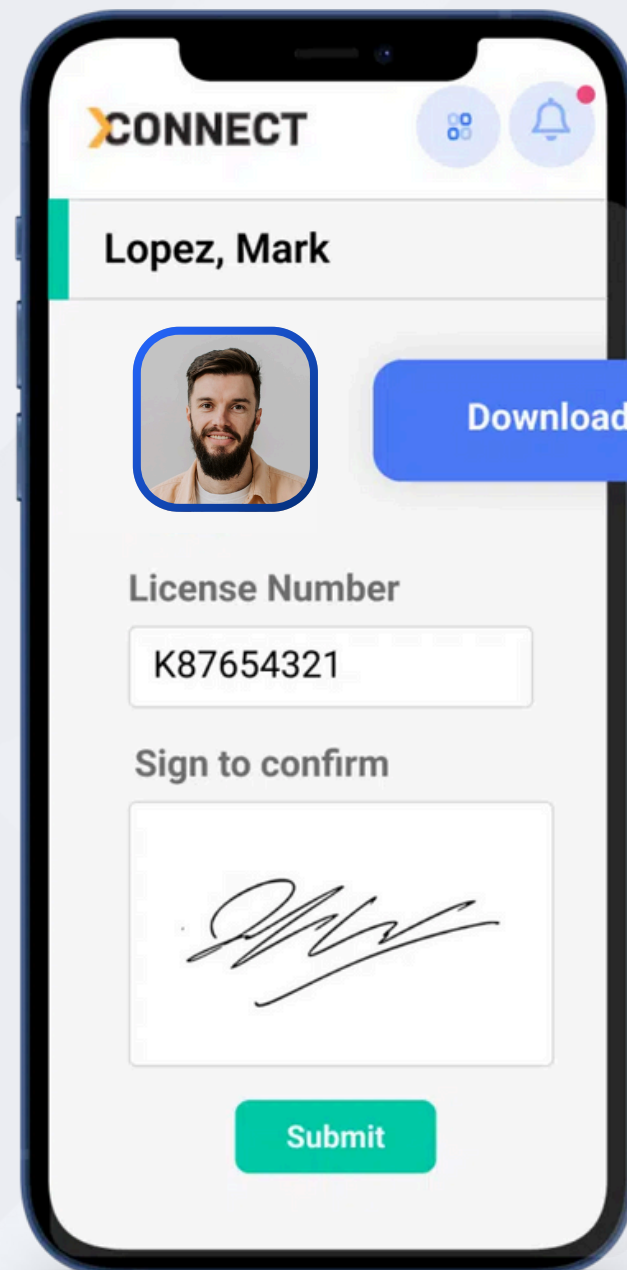 CONNECT
Lopez, Mark
Download
License Number
K87654321
Sign to confirm
Submit